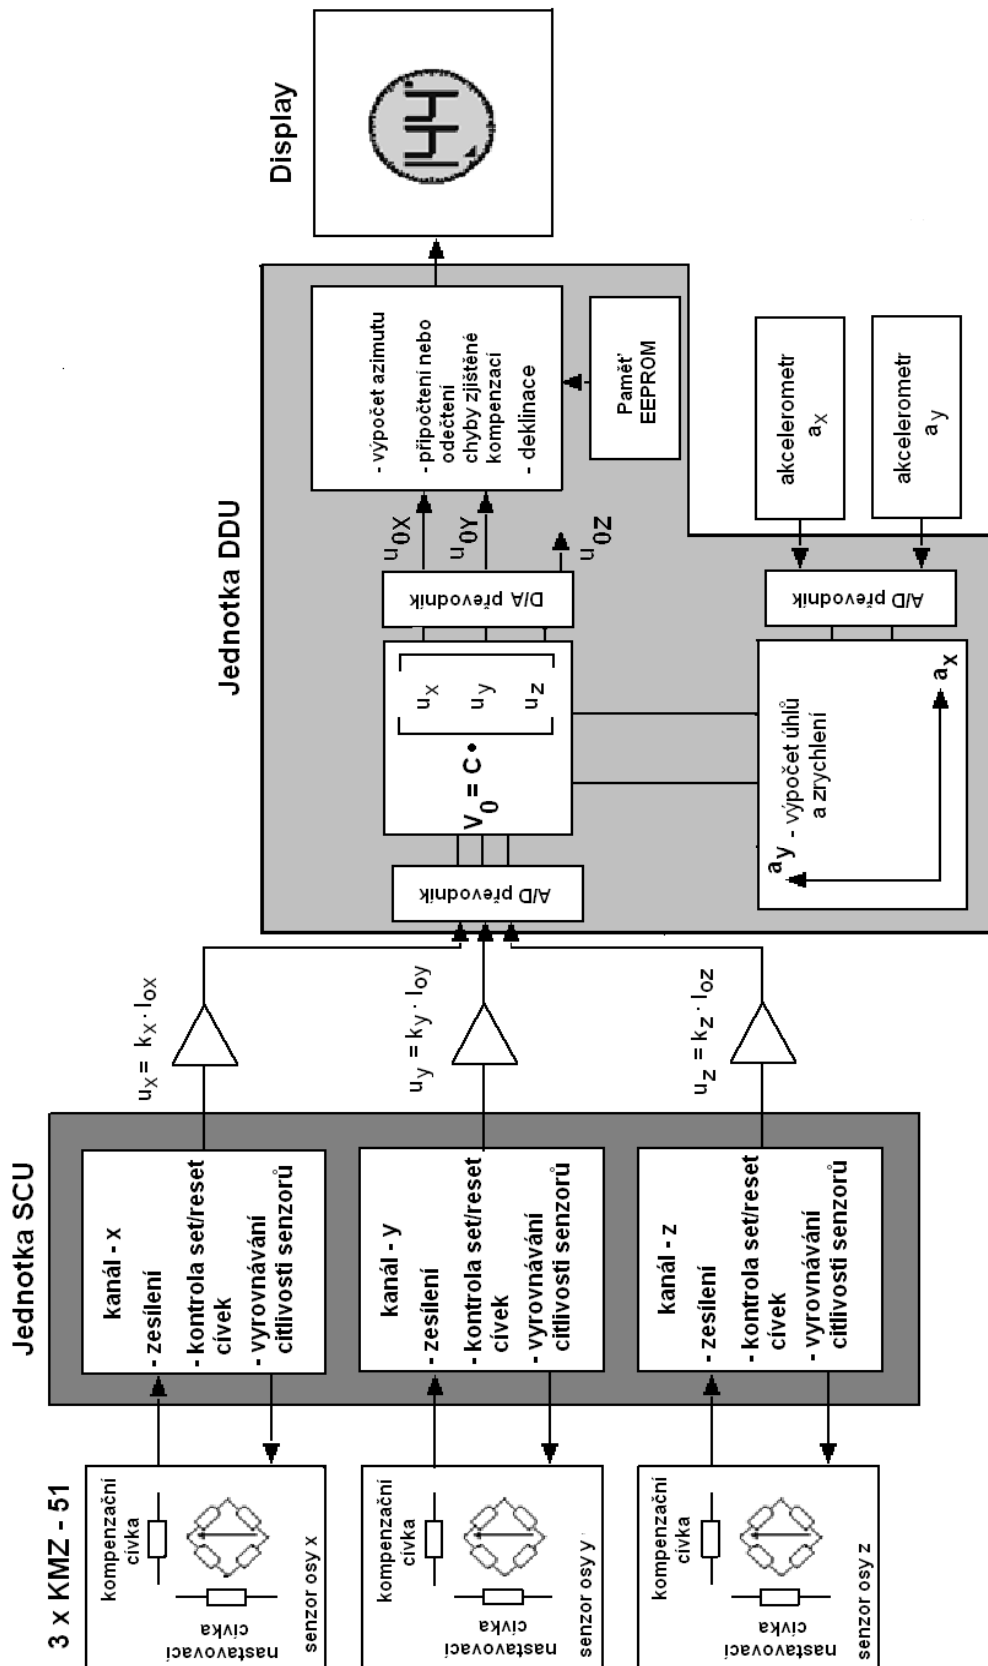 3 x KMZ - 51
kompenzační
cívka
nastavovací
cívka
senzor osy x
kompenzační
cívka
nastavovací
cívka
senzor osy y
kompenzační
cívka
nastavovací
cívka
senzor osy z
Jednotka SCU
kanál - x
- zesílení
- kontrola set/reset
cívek
- vyrovnávání
citlivosti senzorů
kanál - y
- zesílení
- kontrola set/reset
cívek
- vyrovnávání
citlivosti senzorů
kanál - z
- zesílení
- kontrola set/reset
cívek
- vyrovnávání
citlivosti senzorů
u_x = k_x · I_ox
u_y = k_y · I_oy
u_z = k_z · I_oz
Jednotka DDU
A/D převodník
V_0 = C •
u_x
u_y
u_z
D/A převodník
u_0X
u_0Y
u_0Z
- výpočet azimutu
- připočtení nebo
odečtení
chyby zjištěné
kompenzací
- deklinace
Paměť
EEPROM
a_y - výpočet úhlů
a zrychlení
a_x
A/D převodník
akcelerometr
a_x
akcelerometr
a_y
Display